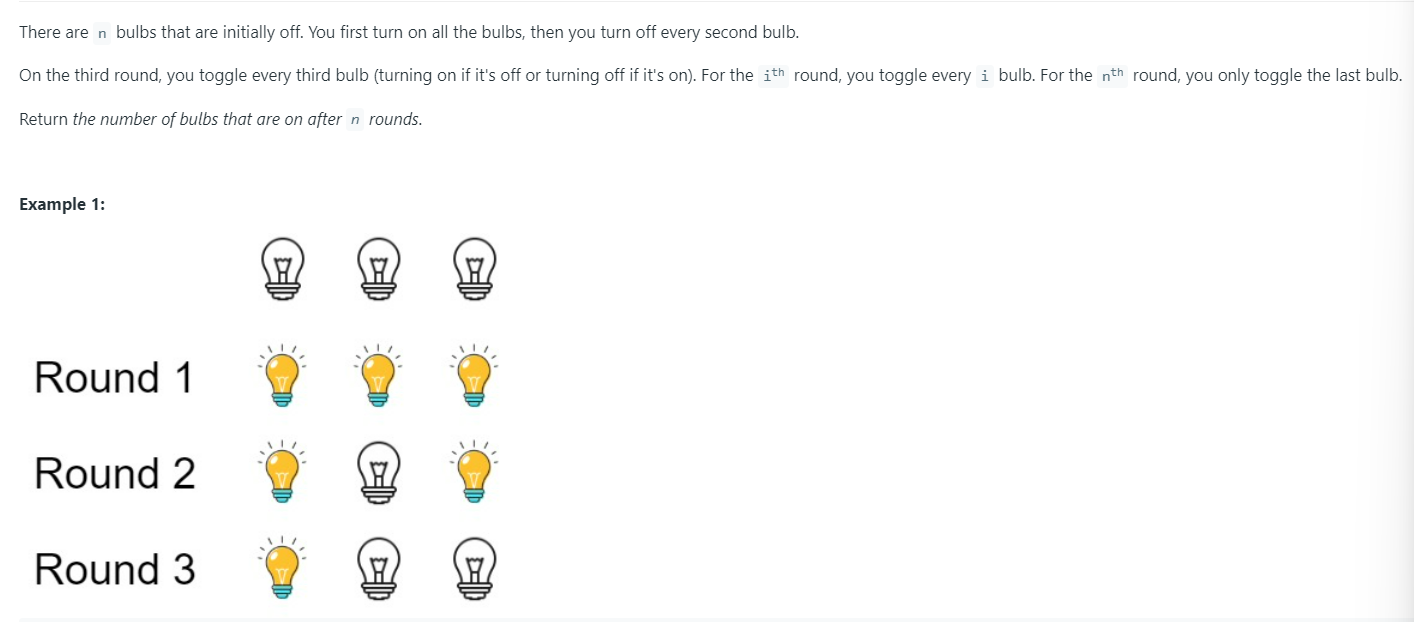 There are n bulbs that are initially off. You first turn on all the bulbs, then you turn off every second bulb.
On the third round, you toggle every third bulb (turning on if it's off or turning off if it's on). For the ith round, you toggle every i bulb. For the nth round, you only toggle the last bulb.
Return the number of bulbs that are on after n rounds.
Example 1:
Round 1
Round 2
Round 3